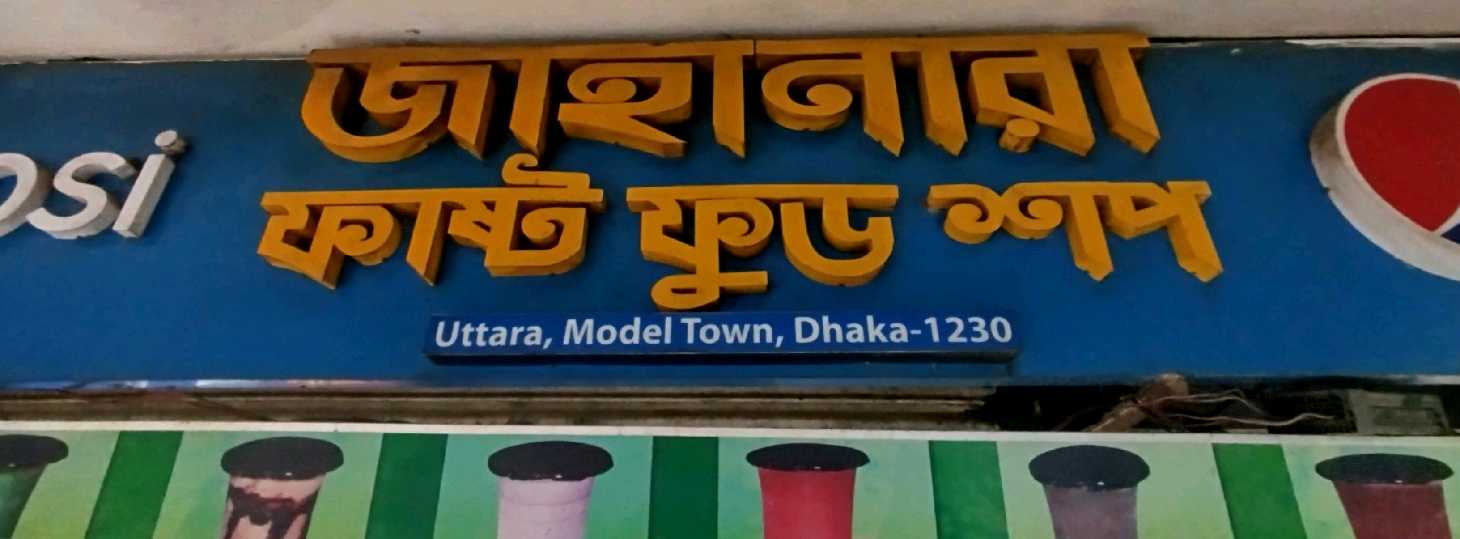 জাহানারা
ফাষ্ট ফুড শপ
Uttara, Model Town, Dhaka-1230